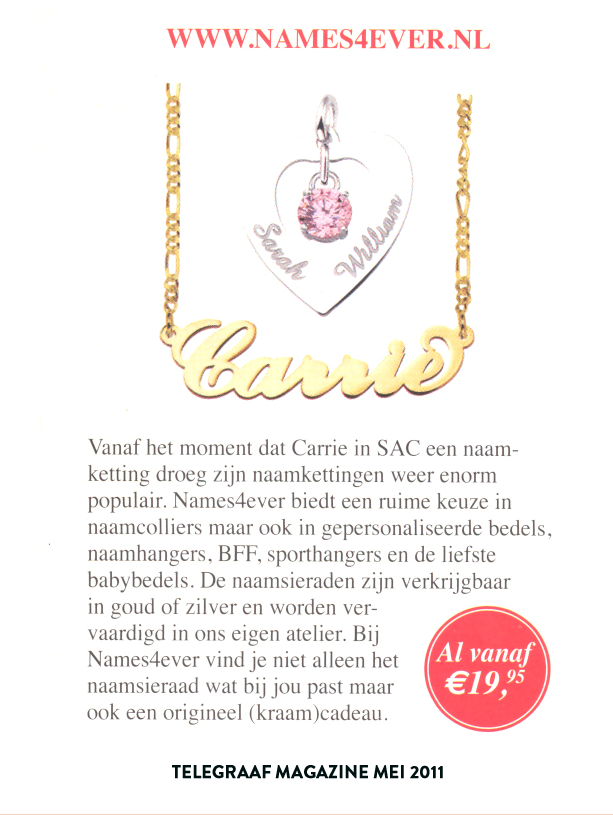 WWW.NAMES4EVER.NL
Sarah William
Carrie
Vanaf het moment dat Carrie in SAC een naam-
ketting droeg zijn naamkettingen weer enorm
populair. Names4ever biedt een ruime keuze in
naamcolliers maar ook in gepersonaliseerde bedels,
naamhangers, BFF, sporthangers en de liefste
babybedels. De naamsieraden zijn verkrijgbaar
in goud of zilver en worden ver-
vaardigd in ons eigen atelier. Bij
Names4ever vind je niet alleen het
naamsieraad wat bij jou past maar
ook een origineel (kraam)cadeau.
Al vanaf
€19,95
TELEGRAAF MAGAZINE MEI 2011